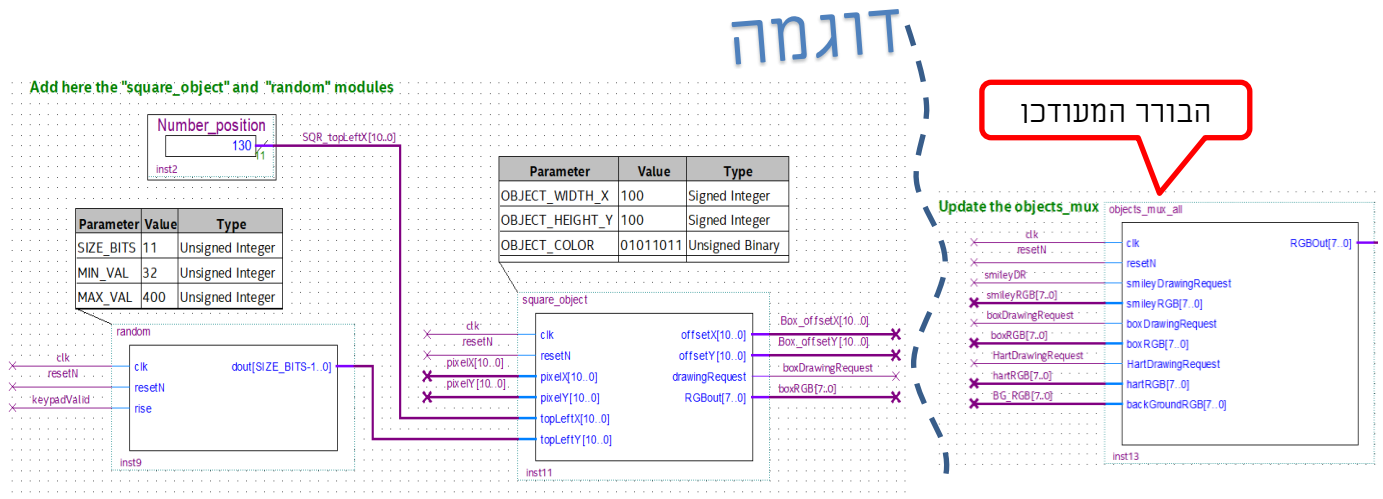 דוגמה
Add here the "square_object" and "random" modules
Number_position
130
11
inst2
SQR_topLeftX[10..0]
Parameter Value Type
SIZE_BITS 11 Unsigned Integer
MIN_VAL 32 Unsigned Integer
MAX_VAL 400 Unsigned Integer
random
clk
resetN
keypadValid
clk
resetN
rise
dout[SIZE_BITS-1..0]
inst9
Parameter Value Type
OBJECT_WIDTH_X 100 Signed Integer
OBJECT_HEIGHT_Y 100 Signed Integer
OBJECT_COLOR 01011011 Unsigned Binary
square_object
clk
resetN
pixelX[10..0]
pixelY[10..0]
clk
resetN
pixelX[10..0]
pixelY[10..0]
topLeftX[10..0]
topLeftY[10..0]
offsetX[10..0]
offsetY[10..0]
drawingRequest
RGBout[7..0]
Box_offsetX[10..0]
Box_offsetY[10..0]
boxDrawingRequest
boxRGB[7..0]
inst11
הבורר המעודכן
Update the objects_mux
objects_mux_all
clk
resetN
smileyDR
smileyRGB[7..0]
boxDrawingRequest
boxRGB[7..0]
HartDrawingRequest
hartRGB[7..0]
BG_RGB[7..0]
clk
resetN
smileyDrawingRequest
smileyRGB[7..0]
boxDrawingRequest
boxRGB[7..0]
HartDrawingRequest
hartRGB[7..0]
backGroundRGB[7..0]
RGBOut[7..0]
inst13